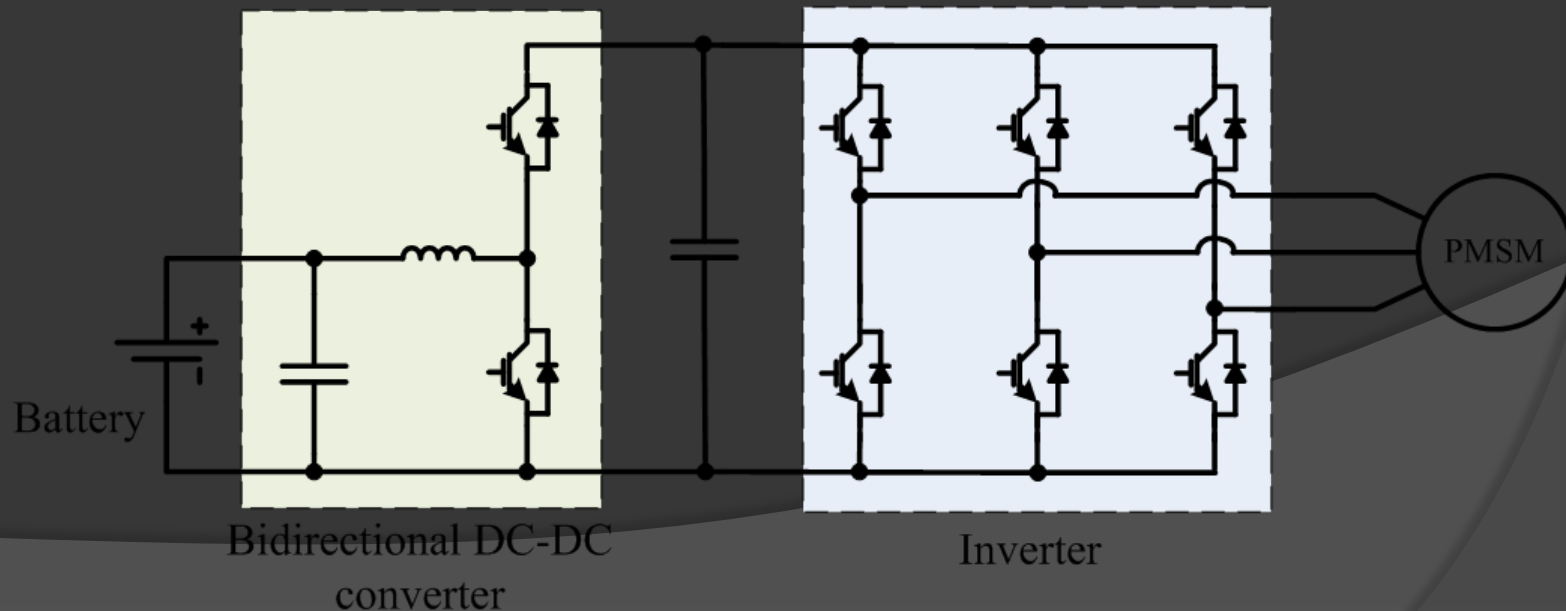 +
PMSM
Battery
Bidirectional DC-DC
converter
Inverter